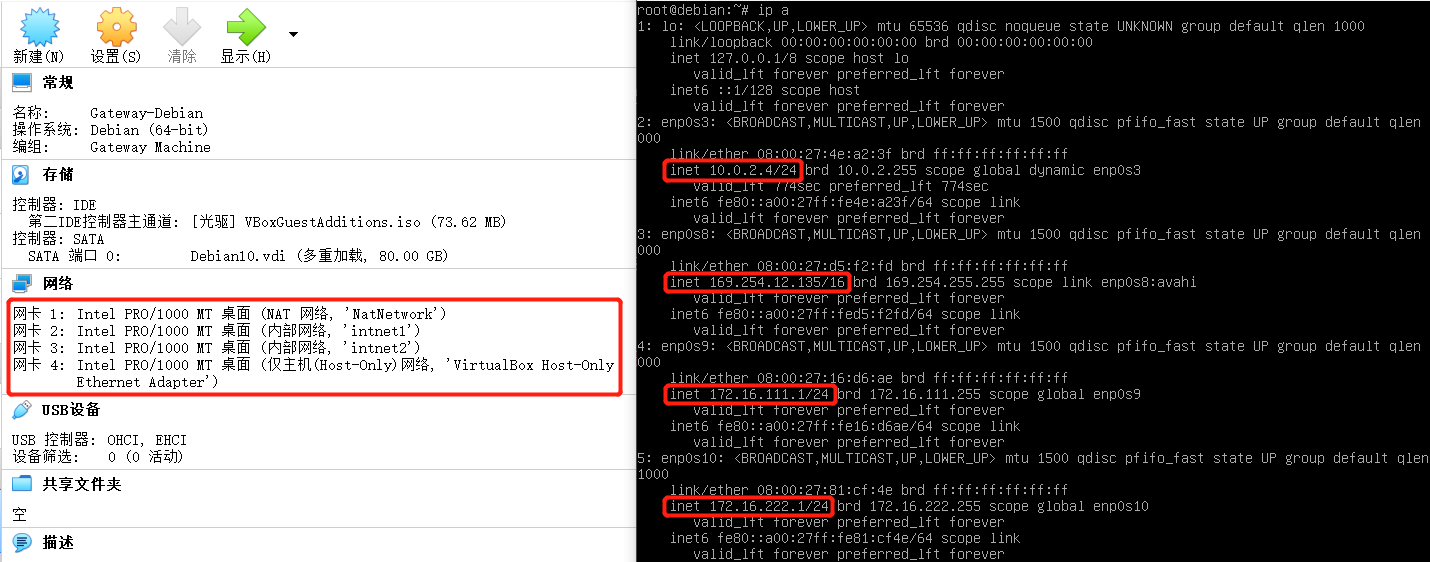 新建(N) 设置(S) 清除 显示(H)
常规
名称: Gateway-Debian
操作系统: Debian (64-bit)
编组: Gateway Machine
存储
控制器: IDE
第二IDE控制器主通道: [光驱] VBoxGuestAdditions.iso (73.62 MB)
控制器: SATA
SATA 端口 0: Debian10.vdi (多重加载, 80.00 GB)
网络
网卡 1: Intel PRO/1000 MT 桌面 (NAT 网络, 'NatNetwork')
网卡 2: Intel PRO/1000 MT 桌面 (内部网络, 'intnet1')
网卡 3: Intel PRO/1000 MT 桌面 (内部网络, 'intnet2')
网卡 4: Intel PRO/1000 MT 桌面 (仅主机(Host-Only)网络, 'VirtualBox Host-Only
Ethernet Adapter')
USB设备
USB 控制器: OHCI, EHCI
设备筛选: 0 (0 活动)
共享文件夹
空
描述
root@debian:~# ip a
1: lo: <LOOPBACK,UP,LOWER_UP> mtu 65536 qdisc noqueue state UNKNOWN group default qlen 1000
link/loopback 00:00:00:00:00:00 brd 00:00:00:00:00:00
inet 127.0.0.1/8 scope host lo
valid_lft forever preferred_lft forever
inet6 ::1/128 scope host
valid_lft forever preferred_lft forever
2: enp0s3: <BROADCAST,MULTICAST,UP,LOWER_UP> mtu 1500 qdisc pfifo_fast state UP group default qlen
000
link/ether 08:00:27:4e:a2:3f brd ff:ff:ff:ff:ff:ff
inet 10.0.2.4/24 brd 10.0.2.255 scope global dynamic enp0s3
valid_lft 774sec preferred_lft 774sec
inet6 fe80::a00:27ff:fe4e:a23f/64 scope link
valid_lft forever preferred_lft forever
3: enp0s8: <BROADCAST,MULTICAST,UP,LOWER_UP> mtu 1500 qdisc pfifo_fast state UP group default qlen
000
link/ether 08:00:27:d5:f2:fd brd ff:ff:ff:ff:ff:ff
inet 169.254.12.135/16 brd 169.254.255.255 scope link enp0s8:avahi
valid_lft forever preferred_lft forever
inet6 fe80::a00:27ff:fed5:f2fd/64 scope link
valid_lft forever preferred_lft forever
4: enp0s9: <BROADCAST,MULTICAST,UP,LOWER_UP> mtu 1500 qdisc pfifo_fast state UP group default qlen
000
link/ether 08:00:27:16:d6:ae brd ff:ff:ff:ff:ff:ff
inet 172.16.111.1/24 brd 172.16.111.255 scope global enp0s9
valid_lft forever preferred_lft forever
inet6 fe80::a00:27ff:fe16:d6ae/64 scope link
valid_lft forever preferred_lft forever
5: enp0s10: <BROADCAST,MULTICAST,UP,LOWER_UP> mtu 1500 qdisc pfifo_fast state UP group default qlen
1000
link/ether 08:00:27:81:cf:4e brd ff:ff:ff:ff:ff:ff
inet 172.16.222.1/24 brd 172.16.222.255 scope global enp0s10
valid_lft forever preferred_lft forever
inet6 fe80::a00:27ff:fe81:cf4e/64 scope link
valid_lft forever preferred_lft forever